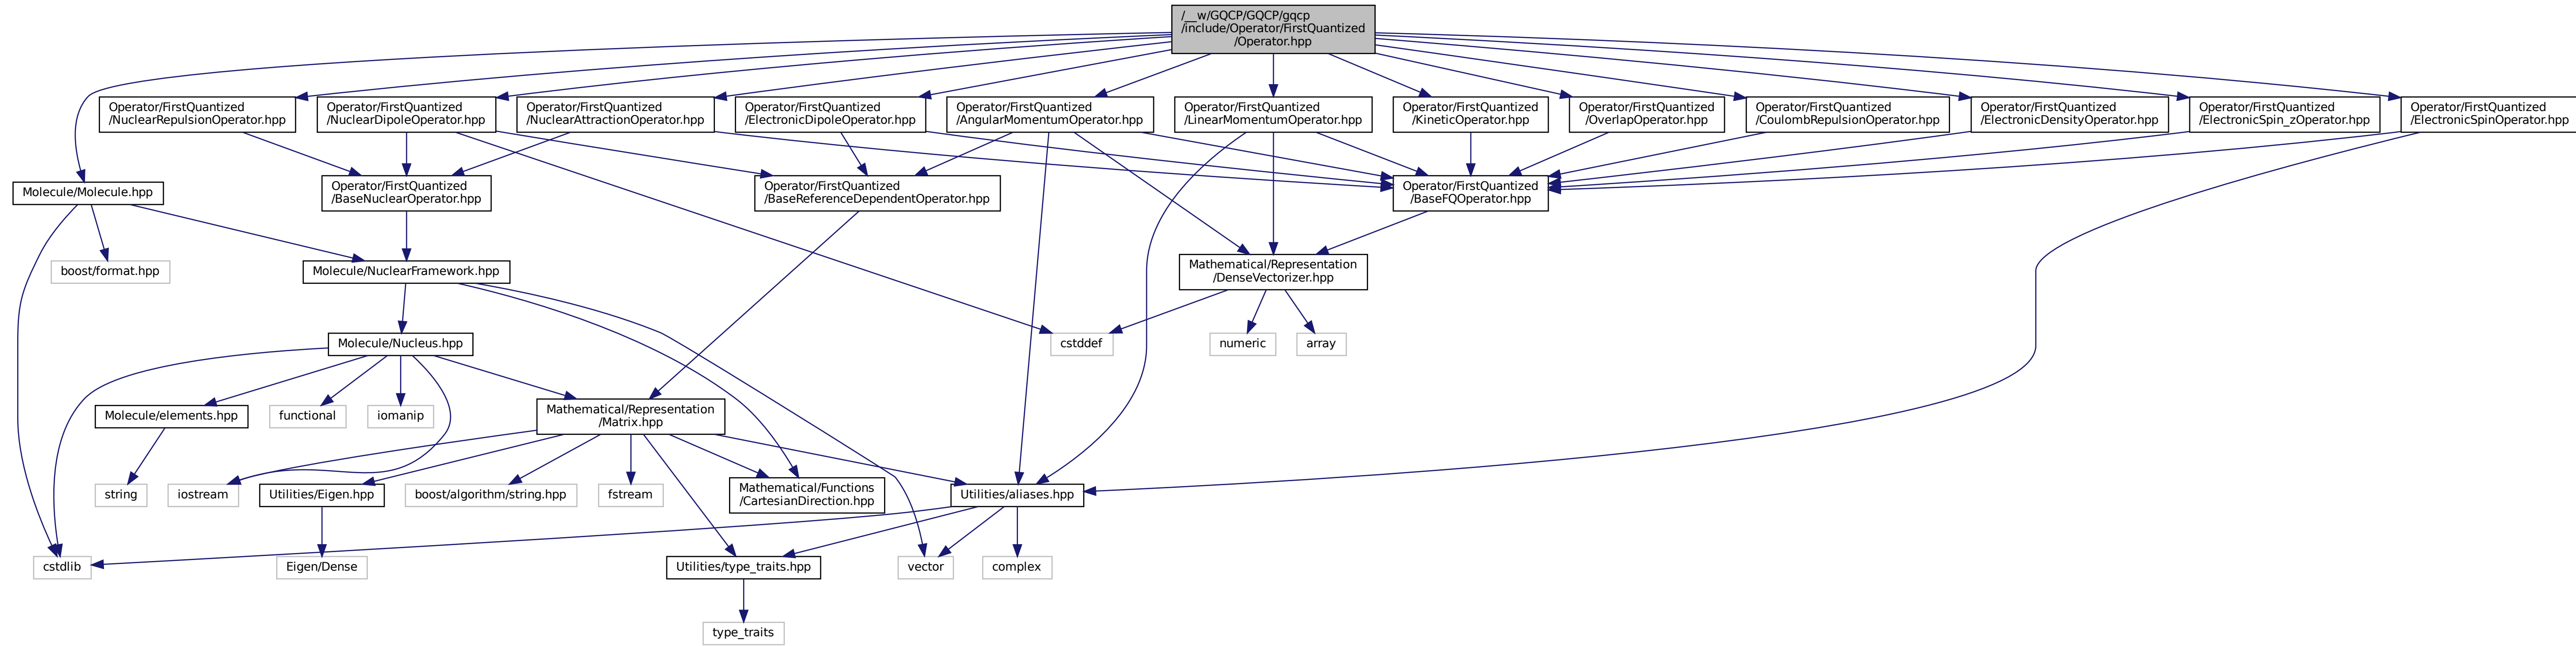 /__w/GQCP/GQCP/gqcp
/include/Operator/FirstQuantized
/Operator.hpp
Operator/FirstQuantized
/NuclearRepulsionOperator.hpp
Operator/FirstQuantized
/NuclearDipoleOperator.hpp
Operator/FirstQuantized
/NuclearAttractionOperator.hpp
Operator/FirstQuantized
/ElectronicDipoleOperator.hpp
Operator/FirstQuantized
/AngularMomentumOperator.hpp
Operator/FirstQuantized
/LinearMomentumOperator.hpp
Operator/FirstQuantized
/KineticOperator.hpp
Operator/FirstQuantized
/OverlapOperator.hpp
Operator/FirstQuantized
/CoulombRepulsionOperator.hpp
Operator/FirstQuantized
/ElectronicDensityOperator.hpp
Operator/FirstQuantized
/ElectronicSpin_zOperator.hpp
Operator/FirstQuantized
/ElectronicSpinOperator.hpp
Molecule/Molecule.hpp
Operator/FirstQuantized
/BaseNuclearOperator.hpp
Operator/FirstQuantized
/BaseReferenceDependentOperator.hpp
Operator/FirstQuantized
/BaseFQOperator.hpp
boost/format.hpp
Molecule/NuclearFramework.hpp
Mathematical/Representation
/DenseVectorizer.hpp
Molecule/Nucleus.hpp
cstddef
numeric
array
Molecule/elements.hpp
functional
iomanip
Mathematical/Representation
/Matrix.hpp
string
iostream
Utilities/Eigen.hpp
boost/algorithm/string.hpp
fstream
Mathematical/Functions
/CartesianDirection.hpp
Utilities/aliases.hpp
cstdlib
Eigen/Dense
Utilities/type_traits.hpp
vector
complex
type_traits